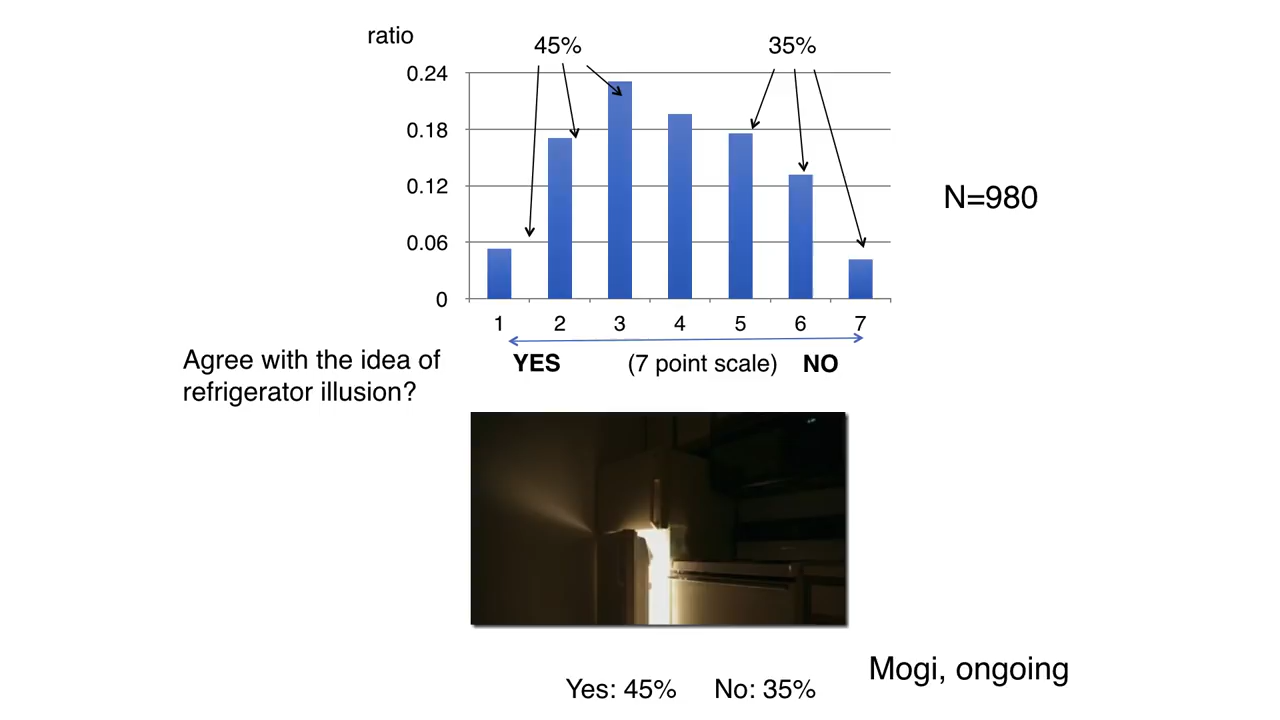 ratio
45%
35%
0.24
0.18
0.12
0.06
0
N=980
1 2 3 4 5 6 7
YES (7 point scale) NO
Agree with the idea of
refrigerator illusion?
Mogi, ongoing
Yes: 45% No: 35%